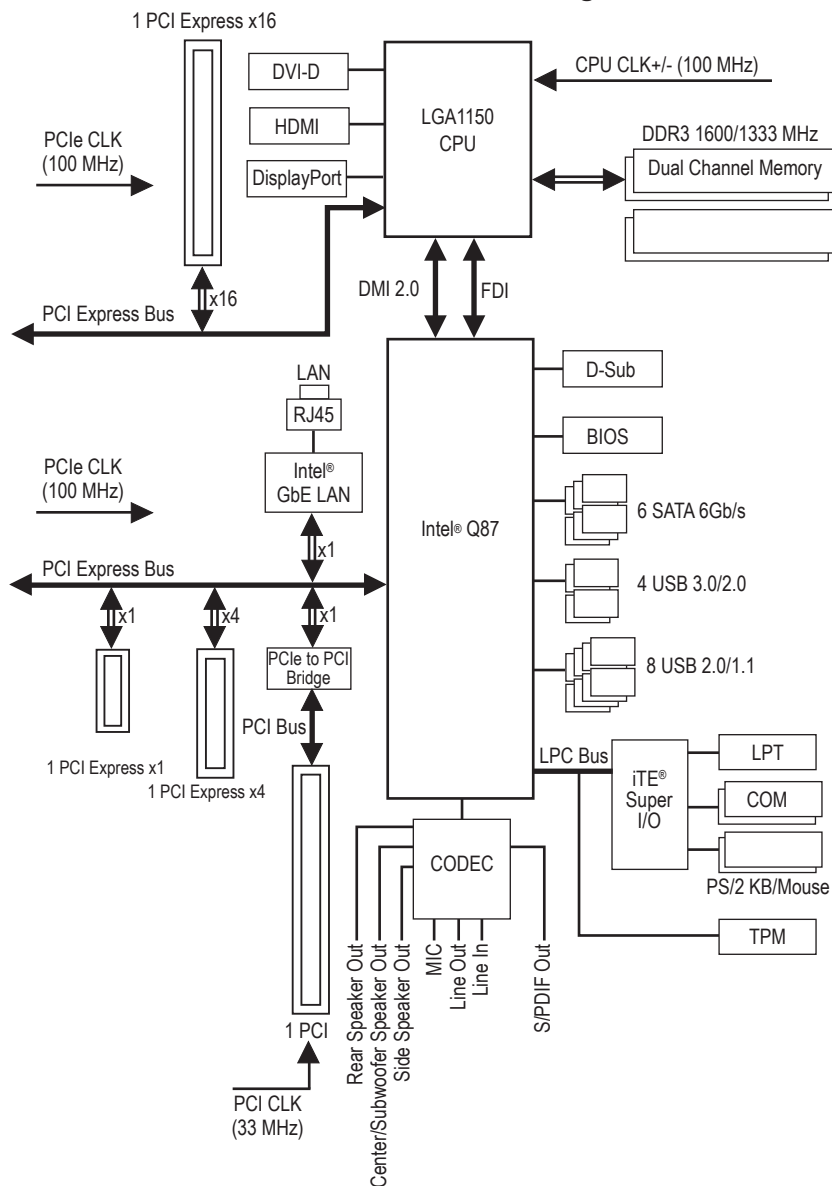 1 PCI Express x16
DVI-D
HDMI
DisplayPort
LGA1150
CPU
CPU CLK+/- (100 MHz)
DDR3 1600/1333 MHz
Dual Channel Memory
PCIe CLK
(100 MHz)
x16
PCI Express Bus
DMI 2.0
FDI
LAN
RJ45
Intel®
GbE LAN
PCIe CLK
(100 MHz)
x1
PCI Express Bus
x1
x4
x1
PCIe to PCI
Bridge
PCI Bus
1 PCI Express x1
1 PCI Express x4
1 PCI
PCI CLK
(33 MHz)
Intel® Q87
D-Sub
BIOS
6 SATA 6Gb/s
4 USB 3.0/2.0
8 USB 2.0/1.1
LPC Bus
iTE®
Super
I/O
LPT
COM
PS/2 KB/Mouse
TPM
CODEC
Rear Speaker Out
Center/Subwoofer Speaker Out
Side Speaker Out
MIC
Line Out
Line In
S/PDIF Out